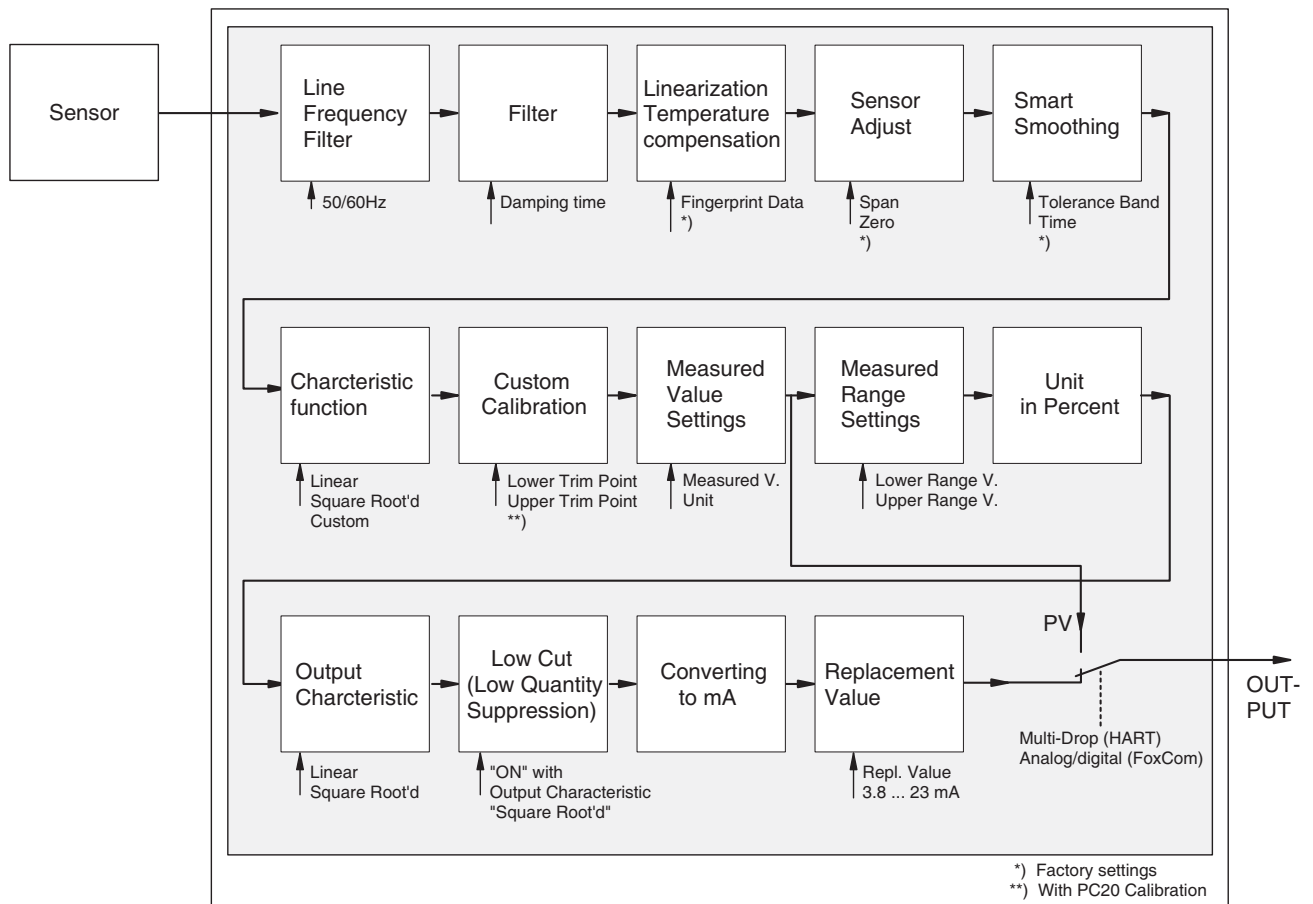 Sensor
Line
Frequency
Filter
Filter
Linearization
Temperature
compensation
Sensor
Adjust
Smart
Smoothing
50/60Hz
Damping time
Fingerprint Data
*)
Span
Zero
*)
Tolerance Band
Time
*)
Charcteristic
function
Custom
Calibration
Measured
Value
Settings
Measured
Range
Settings
Unit
in Percent
Linear
Square Root'd
Custom
Lower Trim Point
Upper Trim Point
**)
Measured V.
Unit
Lower Range V.
Upper Range V.
PV
Output
Charcteristic
Low Cut
(Low Quantity
Suppression)
Converting
to mA
Replacement
Value
OUT-
PUT
Linear
Square Root'd
"ON" with
Output Characteristic
"Square Root'd"
Repl. Value
3.8 ... 23 mA
Multi-Drop (HART)
Analog/digital (FoxCom)
*) Factory settings
**) With PC20 Calibration